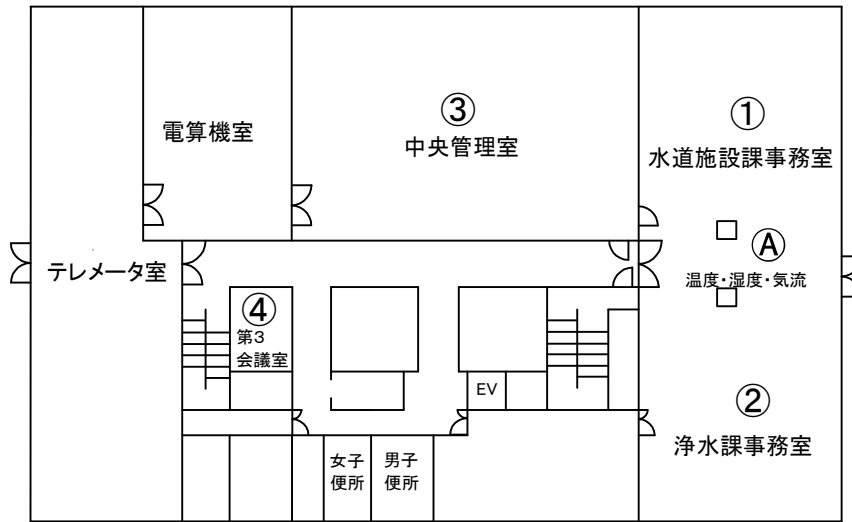 電算機室
③
中央管理室
①
水道施設課事務室
テレメータ室
Ⓐ
温度・湿度・気流
④
第3
会議室
EV
②
浄水課事務室
女子
便所
男子
便所